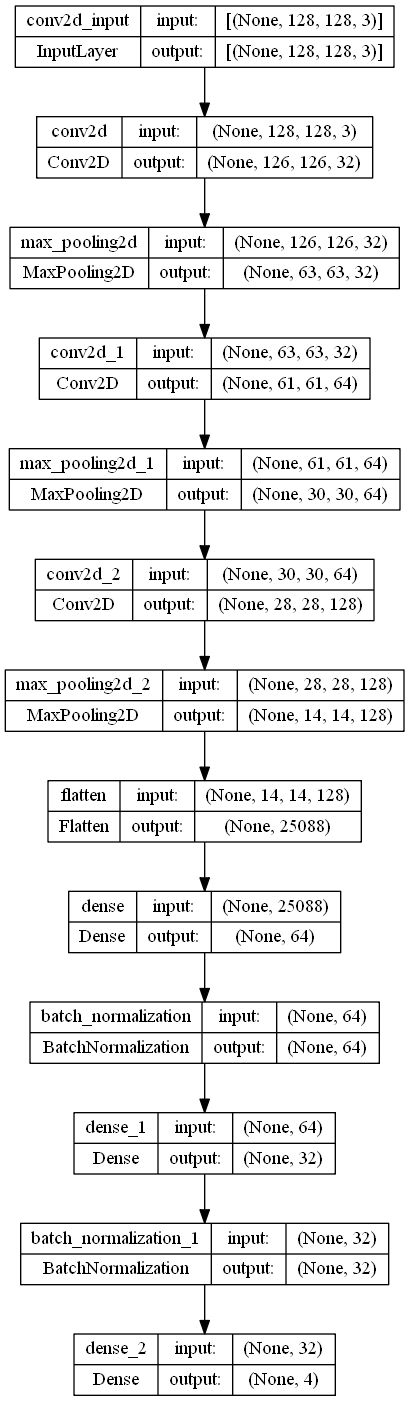 conv2d_input input: [(None, 128, 128, 3)]
InputLayer output: [(None, 128, 128, 3)]
conv2d input: (None, 128, 128, 3)
Conv2D output: (None, 126, 126, 32)
max_pooling2d input: (None, 126, 126, 32)
MaxPooling2D output: (None, 63, 63, 32)
conv2d_1 input: (None, 63, 63, 32)
Conv2D output: (None, 61, 61, 64)
max_pooling2d_1 input: (None, 61, 61, 64)
MaxPooling2D output: (None, 30, 30, 64)
conv2d_2 input: (None, 30, 30, 64)
Conv2D output: (None, 28, 28, 128)
max_pooling2d_2 input: (None, 28, 28, 128)
MaxPooling2D output: (None, 14, 14, 128)
flatten input: (None, 14, 14, 128)
Flatten output: (None, 25088)
dense input: (None, 25088)
Dense output: (None, 64)
batch_normalization input: (None, 64)
BatchNormalization output: (None, 64)
dense_1 input: (None, 64)
Dense output: (None, 32)
batch_normalization_1 input: (None, 32)
BatchNormalization output: (None, 32)
dense_2 input: (None, 32)
Dense output: (None, 4)